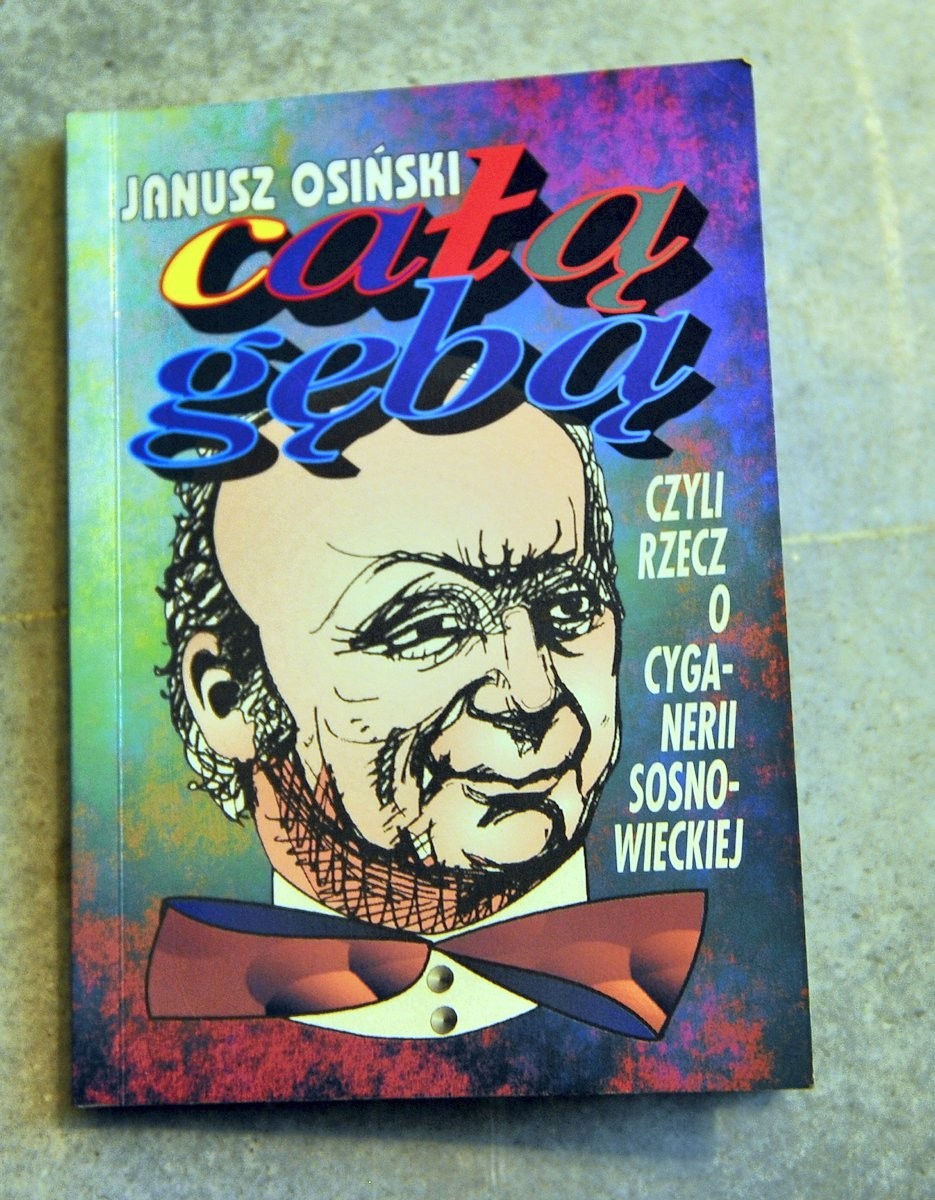 JANUSZ OSIŃSKI
całą
gębą
CZYLI
RZECZ
O
CYGA-
NERII
SOSNO-
WIECKIEJ